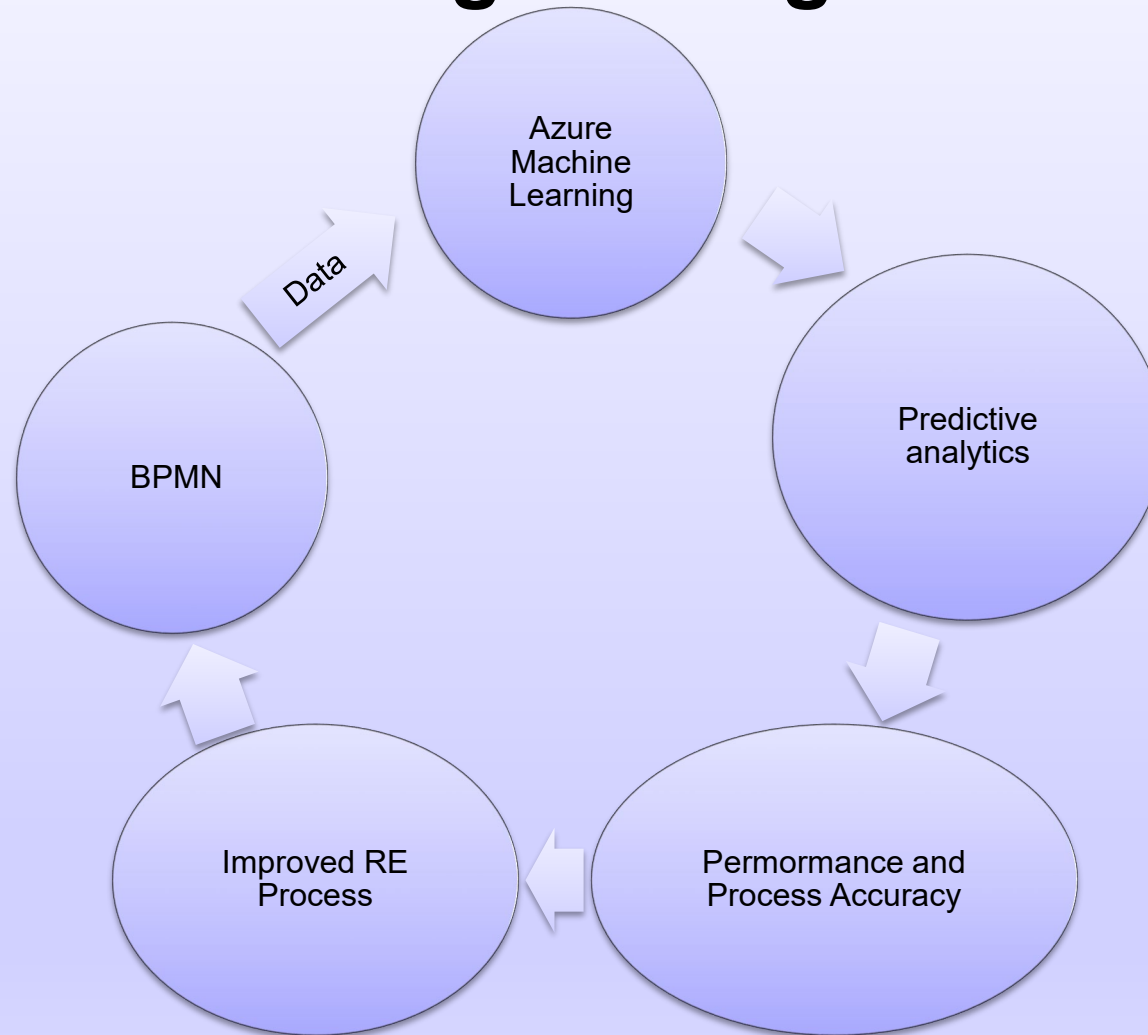 Azure
Machine
Learning
Data
Predictive
analytics
BPMN
Improved RE
Process
Permormance and
Process Accuracy